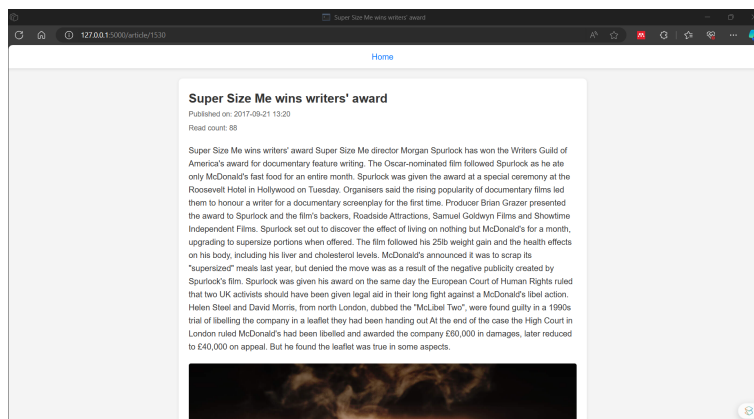 Super Size Me wins writers' award
127.0.0.1:5000/article/1530
Home
Super Size Me wins writers' award
Published on: 2017-09-21 13:20
Read count: 88
Super Size Me wins writers' award Super Size Me director Morgan Spurlock has won the Writers Guild of
America's award for documentary feature writing. The Oscar-nominated film followed Spurlock as he ate
only McDonald's fast food for an entire month. Spurlock was given the award at a special ceremony at the
Roosevelt Hotel in Hollywood on Tuesday. Organisers said the rising popularity of documentary films led
them to honour a writer for a documentary screenplay for the first time. Producer Brian Grazer presented
the award to Spurlock and the film's backers, Roadside Attractions, Samuel Goldwyn Films and Showtime
Independent Films. Spurlock set out to discover the effect of living on nothing but McDonald's for a month,
upgrading to supersize portions when offered. The film followed his 25lb weight gain and the health effects
on his body, including his liver and cholesterol levels. McDonald's announced it was to scrap its
"supersized" meals last year, but denied the move was as a result of the negative publicity created by
Spurlock's film. Spurlock was given his award on the same day the European Court of Human Rights ruled
that two UK activists should have been given legal aid in their long fight against a McDonald's libel action.
Helen Steel and David Morris, from north London, dubbed the "McLibel Two", were found guilty in a 1990s
trial of libelling the company in a leaflet they had been handing out At the end of the case the High Court in
London ruled McDonald's had been libelled and awarded the company £60,000 in damages, later reduced
to £40,000 on appeal. But he found the leaflet was true in some aspects.